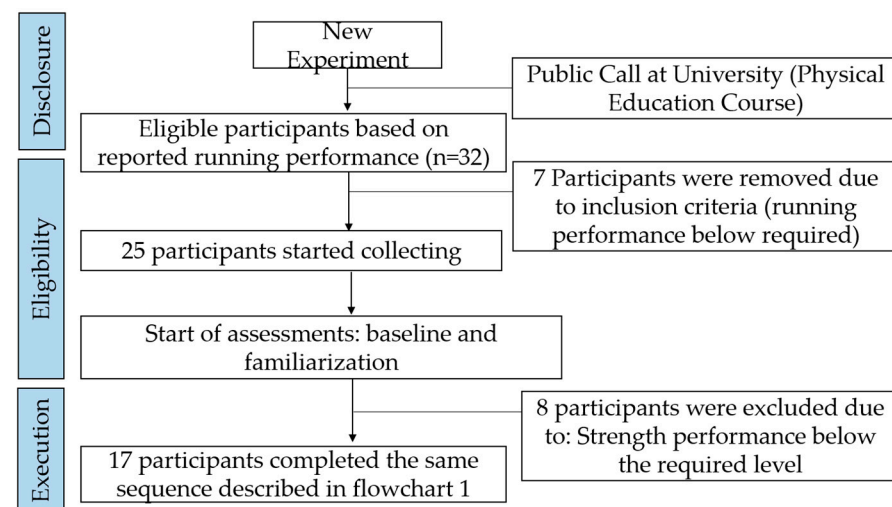 Disclosure
New
Experiment
Public Call at University (Physical
Education Course)
Eligible participants based on
reported running performance (n=32)
Eligibility
7 Participants were removed due
to inclusion criteria (running
performance below required)
25 participants started collecting
Start of assessments: baseline and
familiarization
Execution
8 participants were excluded due
to: Strength performance below
the required level
17 participants completed the same
sequence described in flowchart 1